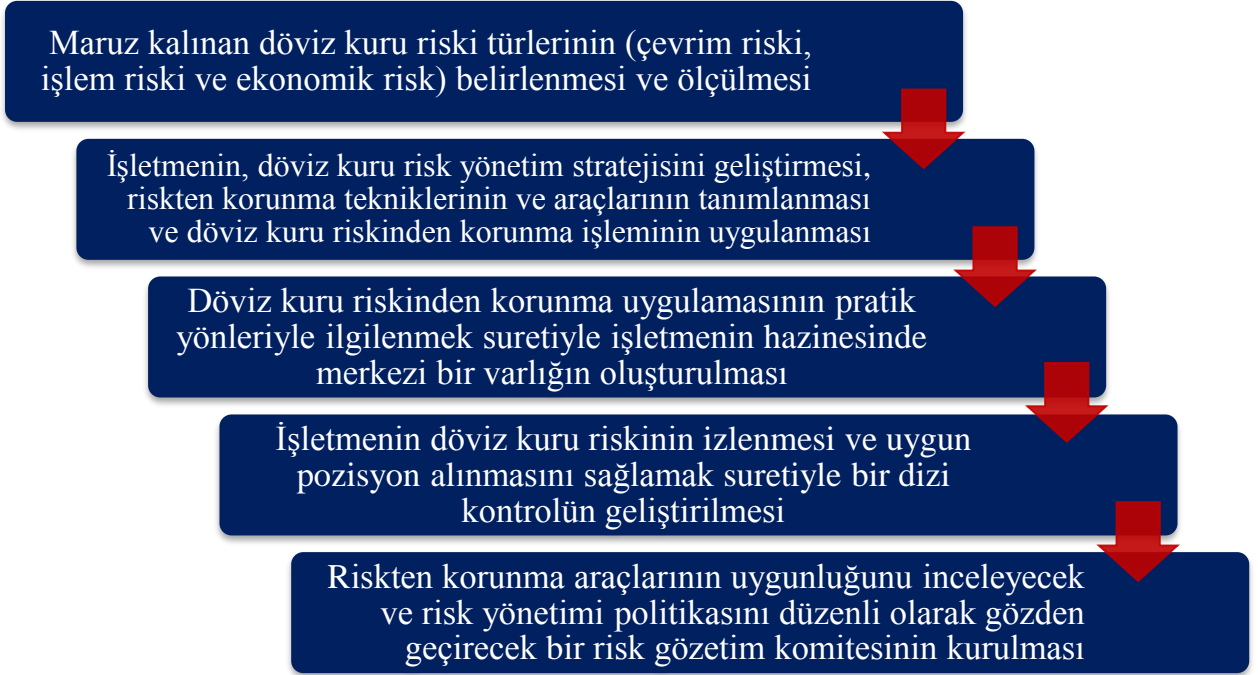 Maruz kalınan döviz kuru riski türlerinin (çevrim riski,
işlem riski ve ekonomik risk) belirlenmesi ve ölçülmesi
İşletmenin, döviz kuru risk yönetim stratejisini geliştirmesi,
riskten korunma tekniklerinin ve araçlarının tanımlanması
ve döviz kuru riskinden korunma işleminin uygulanması
Döviz kuru riskinden korunma uygulamasının pratik
yönleriyle ilgilenmek suretiyle işletmenin hazinesinde
merkezi bir varlığın oluşturulması
İşletmenin döviz kuru riskinin izlenmesi ve uygun
pozisyon alınmasını sağlamak suretiyle bir dizi
kontrolün geliştirilmesi
Riskten korunma araçlarının uygunluğunu inceleyecek
ve risk yönetimi politikasını düzenli olarak gözden
geçirecek bir risk gözetim komitesinin kurulması